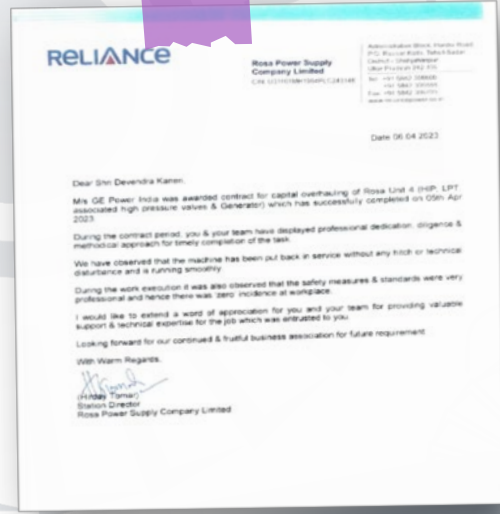 RELIANCE
Rosa Power Supply
Company Limited
Date 06.04.2023
Dear Shri Devendra
M/s GE Power India was awarded contract for capital overhauling of Rosa Unit 4 (HIP, LPT,
associated high pressure valves & Generator) which has successfully completed on 05th Apr
2023.
During the contract period, you & your team have displayed professional dedication, diligence &
methodical approach for timely completion of the task.
We have observed that the machine has been put back in service without any hitch or technical
disturbance and is running smoothly
During the work execution it was also observed that the safety measures & standards were very
professional and hence there was 'zero' incidence at workplace.
I would like to extend a word of appreciation for you and your team for providing valuable
support & technical expertise for the job which was entrusted to you.
Looking forward for our continued & fruitful business association for future requirement
With Warm Regards,
(Hriday Tomar)
Station Director
Rosa Power Supply Company Limited